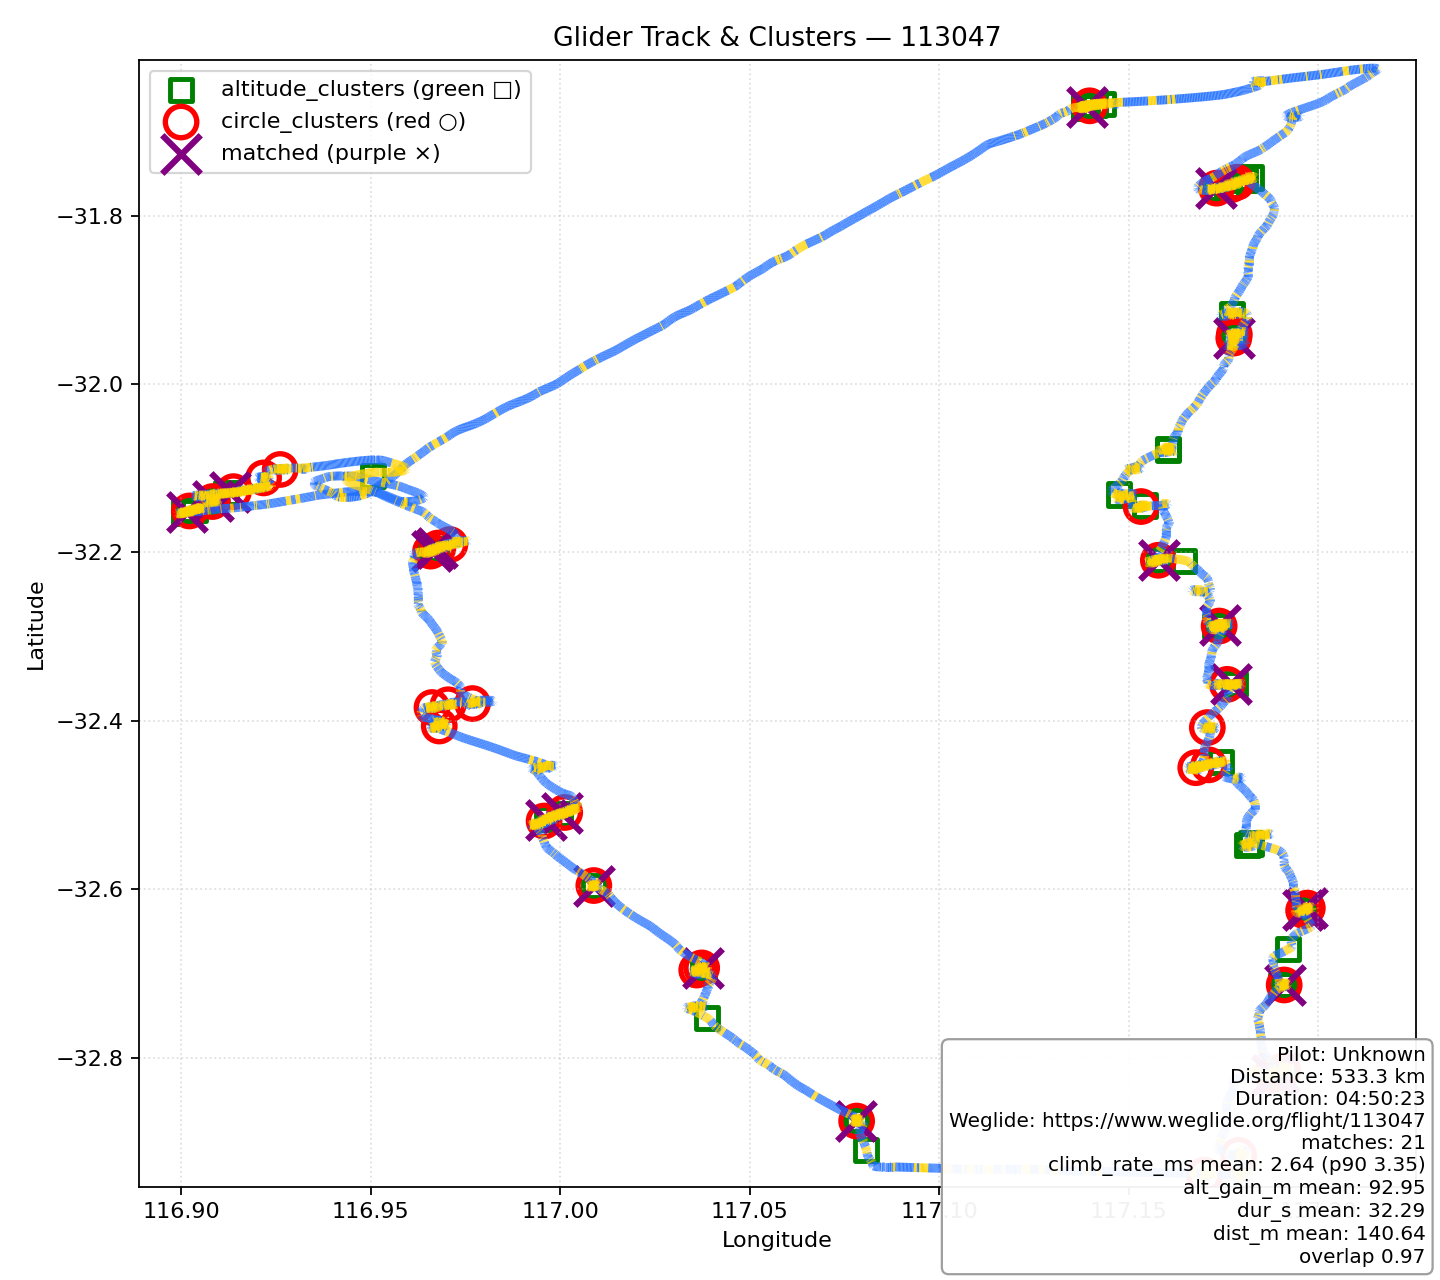 Glider Track & Clusters — 113047
altitude_clusters (green □)
circle_clusters (red ○)
matched (purple ×)
−31.8
−32.0
−32.2
−32.4
−32.6
−32.8
Latitude
116.90 116.95 117.00 117.05 117.10 117.15
Longitude
Pilot: Unknown
Distance: 533.3 km
Duration: 04:50:23
Weglide: https://www.weglide.org/flight/113047
matches: 21
climb_rate_ms mean: 2.64 (p90 3.35)
alt_gain_m mean: 92.95
dur_s mean: 32.29
dist_m mean: 140.64
overlap 0.97